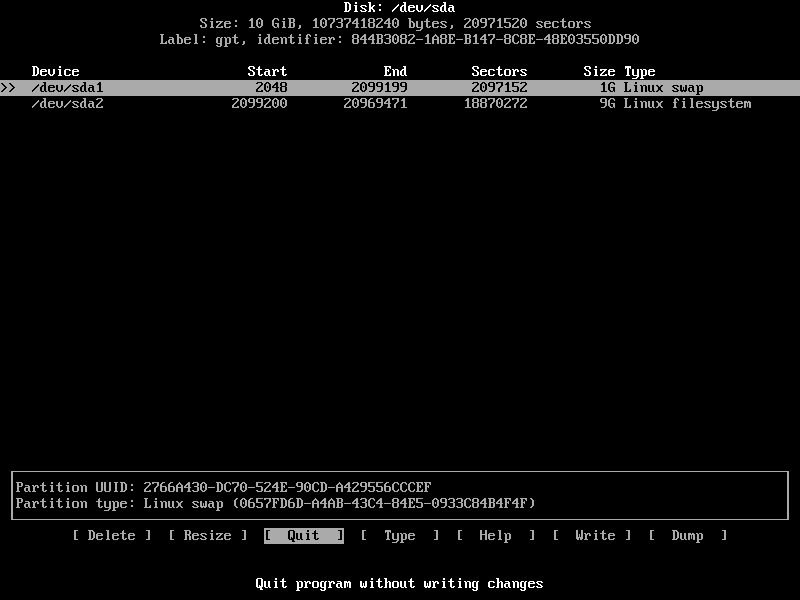 Disk: /dev/sda
Size: 10 GiB, 10737418240 bytes, 20971520 sectors
Label: gpt, identifier: 844B3082-1A8E-B147-8C8E-48E03550DD90
Device Start End Sectors Size Type
>> /dev/sda1 2048 2099199 2097152 1G Linux swap
/dev/sda2 2099200 20969471 18870272 9G Linux filesystem
Partition UUID: 2766A430-DC70-524E-90CD-A429556CCCEF
Partition type: Linux swap (0657FD6D-A4AB-43C4-84E5-0933C84B4F4F)
[ Delete ] [ Resize ] [ Quit ] [ Type ] [ Help ] [ Write ] [ Dump ]
Quit program without writing changes